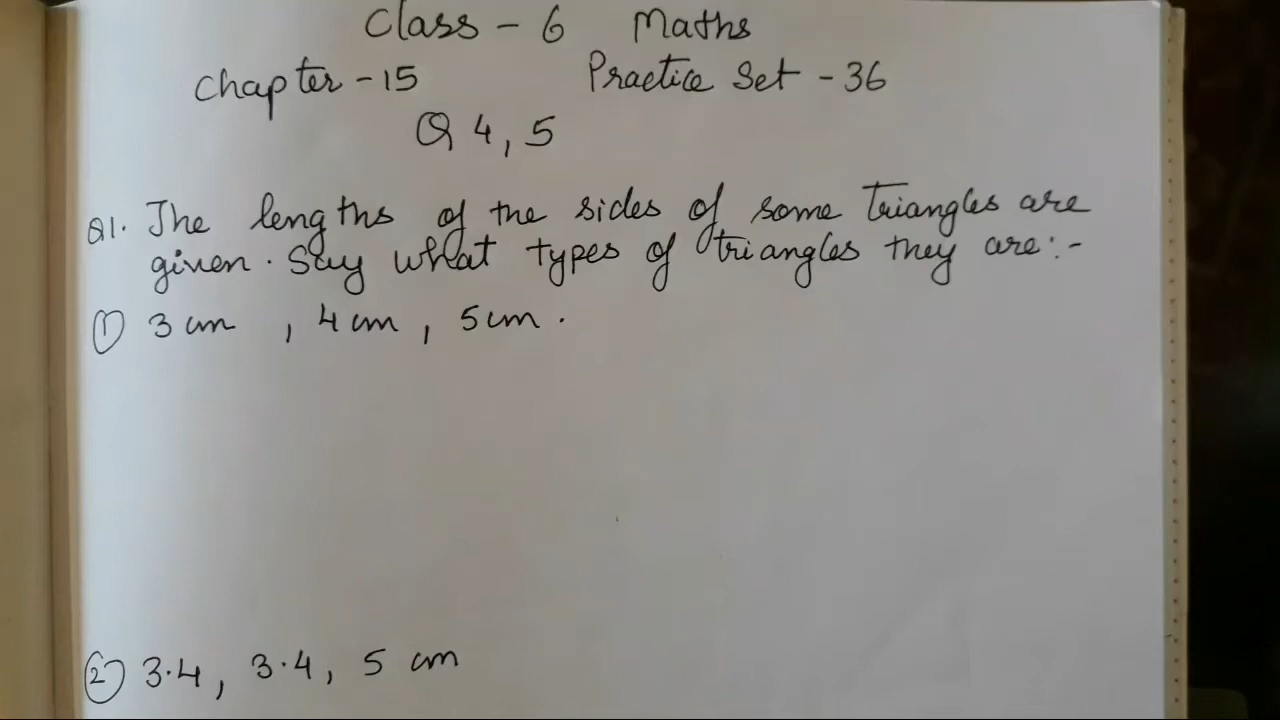 Class - 6 Maths
Chapter - 15 Practice Set - 36
Q 4, 5
Q1. The lengths of the sides of some triangles are
given. Say what types of triangles they are:-
① 3 cm , 4 cm , 5 cm .
② 3.4, 3.4, 5 cm